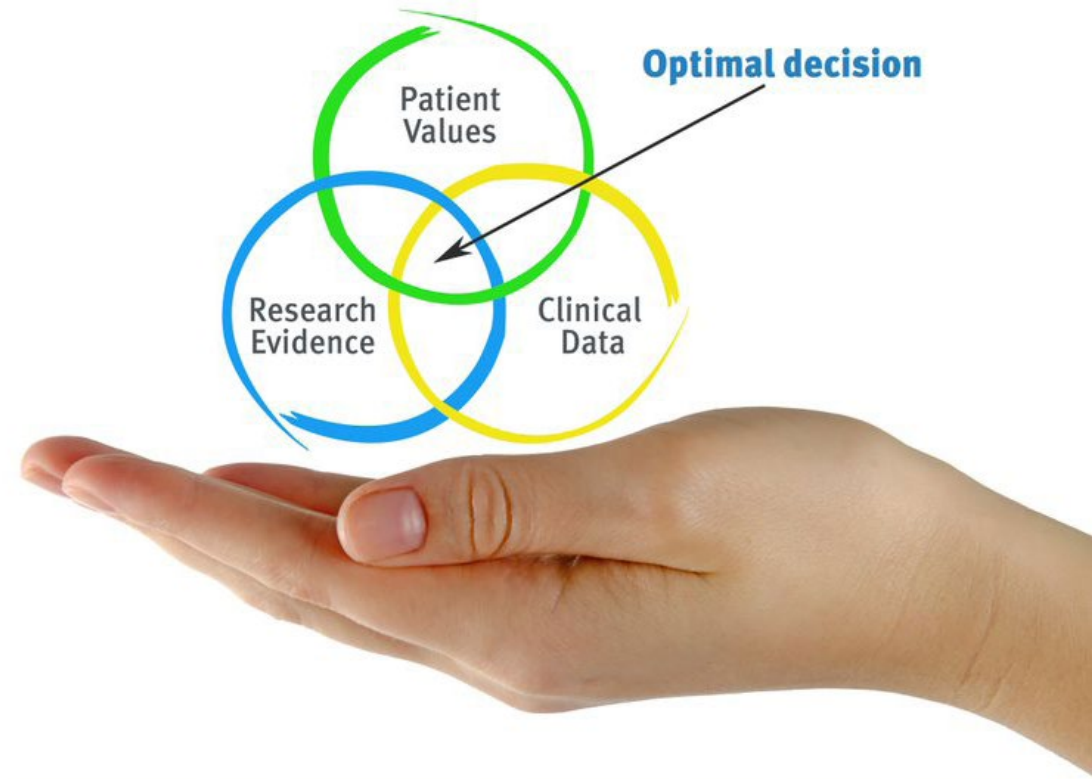 Optimal decision
Patient
Values
Research
Evidence
Clinical
Data